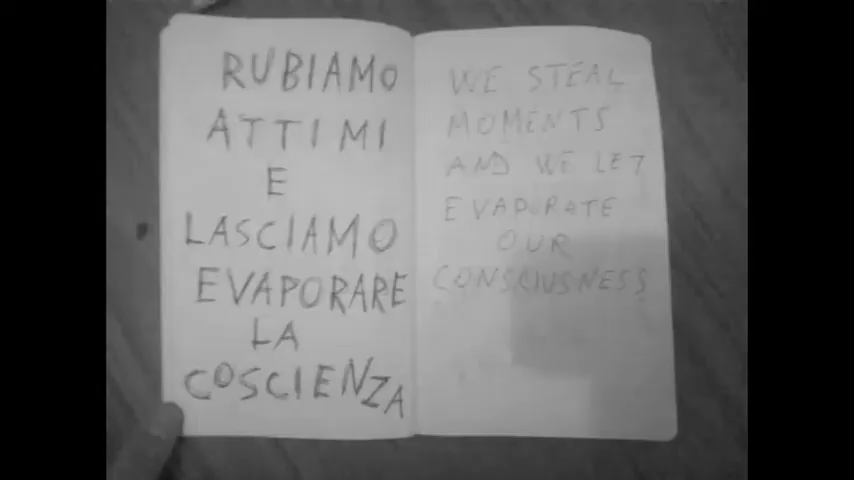 RUBIAMO
ATTIMI
E
LASCIAMO
EVAPORARE
LA
COSCIENZA
WE STEAL
MOMENTS
AND WE LET
EVAPORATE
OUR
CONSCIUSNESS